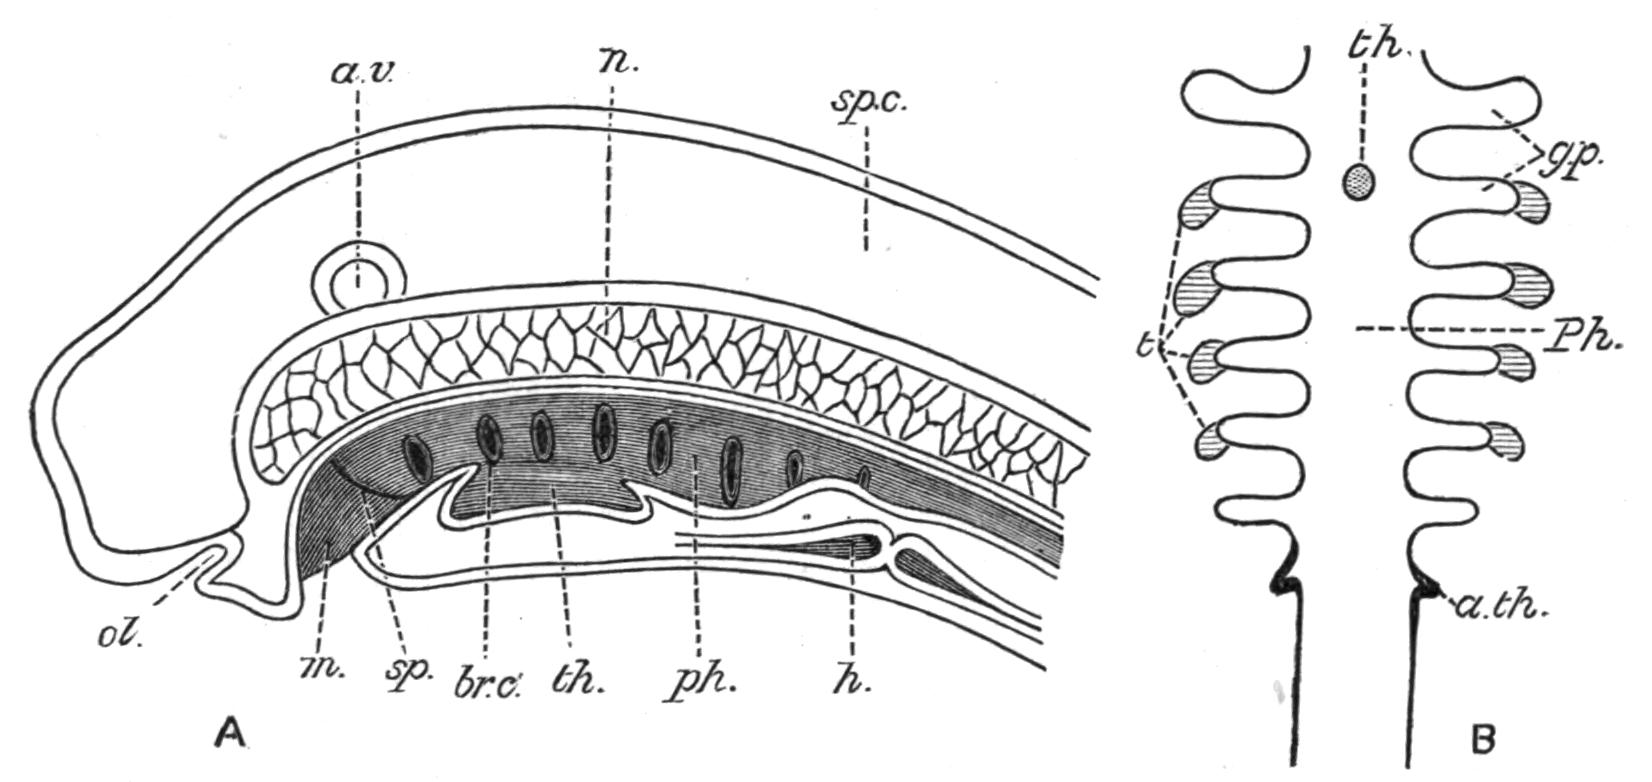 a.v.
n.
sp.c.
ol.
m.
sp.
br.c.
th.
ph.
h.
A
th.
g.p.
t
Ph.
a.th.
B